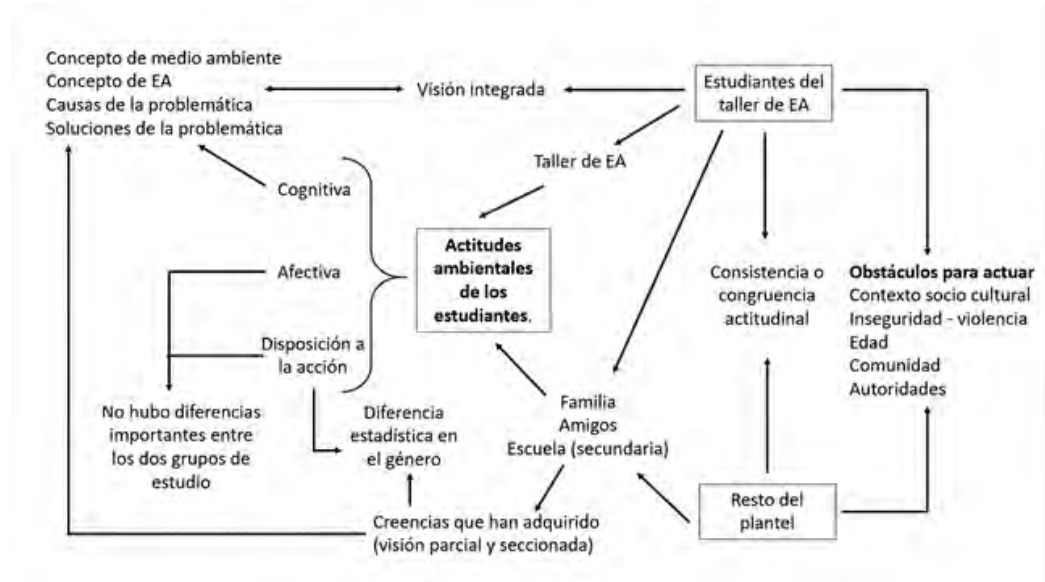 Concepto de medio ambiente
Concepto de EA
Causas de la problemática
Soluciones de la problemática
Visión integrada
Estudiantes del
taller de EA
Taller de EA
Cognitiva
Actitudes
ambientales
de los
estudiantes.
Afectiva
Disposición a
la acción
Consistencia o
congruencia
actitudinal
Obstáculos para actuar
Contexto socio cultural
Inseguridad - violencia
Edad
Comunidad
Autoridades
No hubo diferencias
importantes entre
los dos grupos de
estudio
Diferencia
estadística en
el género
Familia
Amigos
Escuela (secundaria)
Resto del
plantel
Creencias que han adquirido
(visión parcial y seccionada)